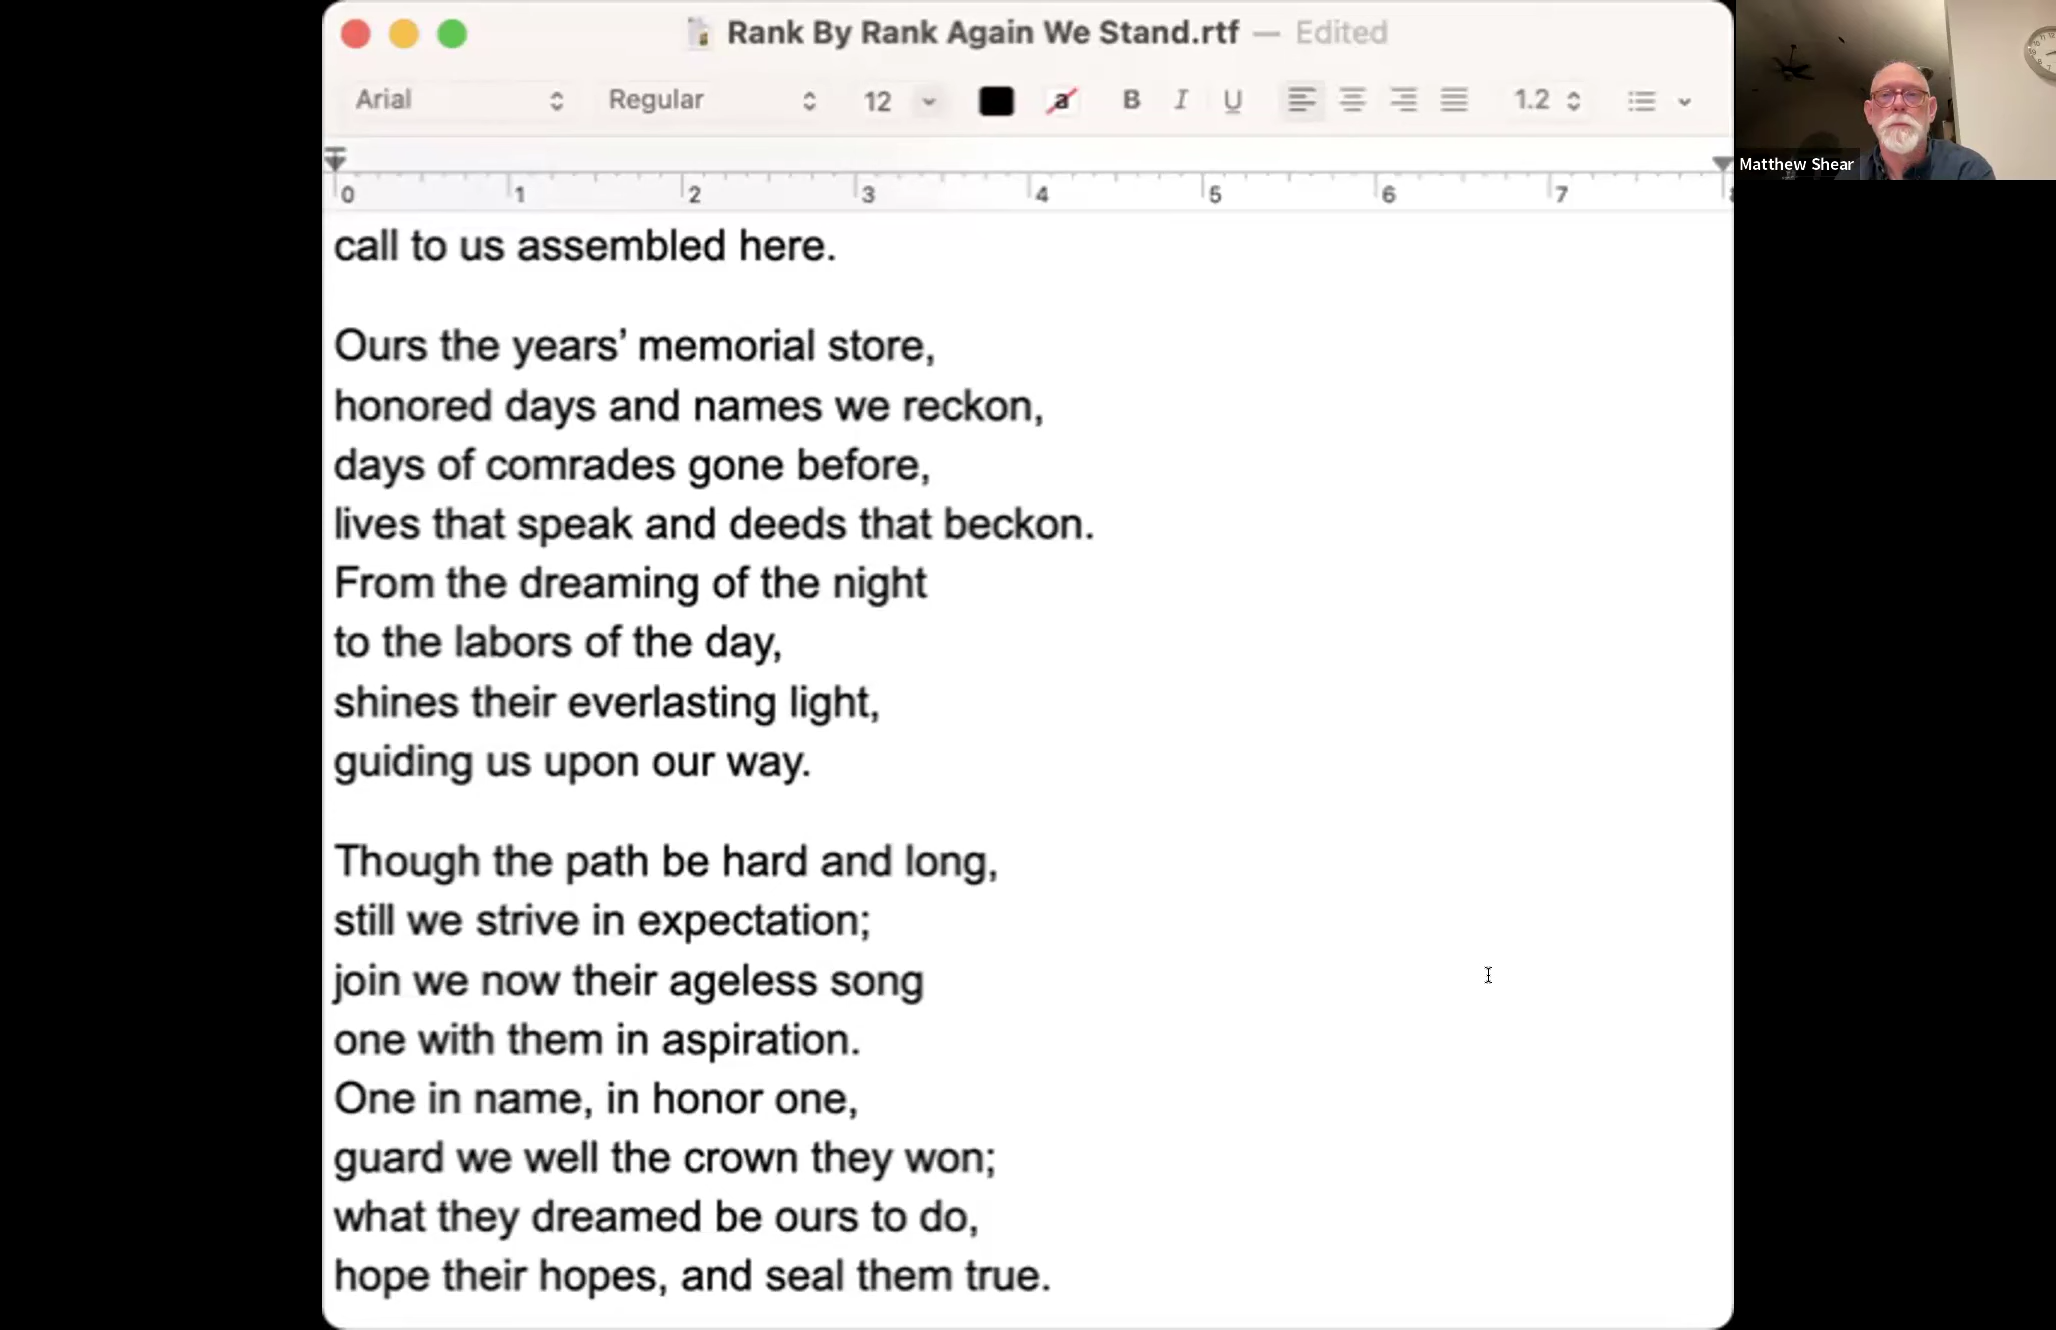 Rank By Rank Again We Stand.rtf — Edited
Arial Regular 12 a B I U 1.2
0 1 2 3 4 5 6 7
Matthew Shear
call to us assembled here.
Ours the years’ memorial store,
honored days and names we reckon,
days of comrades gone before,
lives that speak and deeds that beckon.
From the dreaming of the night
to the labors of the day,
shines their everlasting light,
guiding us upon our way.
Though the path be hard and long,
still we strive in expectation;
join we now their ageless song
one with them in aspiration.
One in name, in honor one,
guard we well the crown they won;
what they dreamed be ours to do,
hope their hopes, and seal them true.